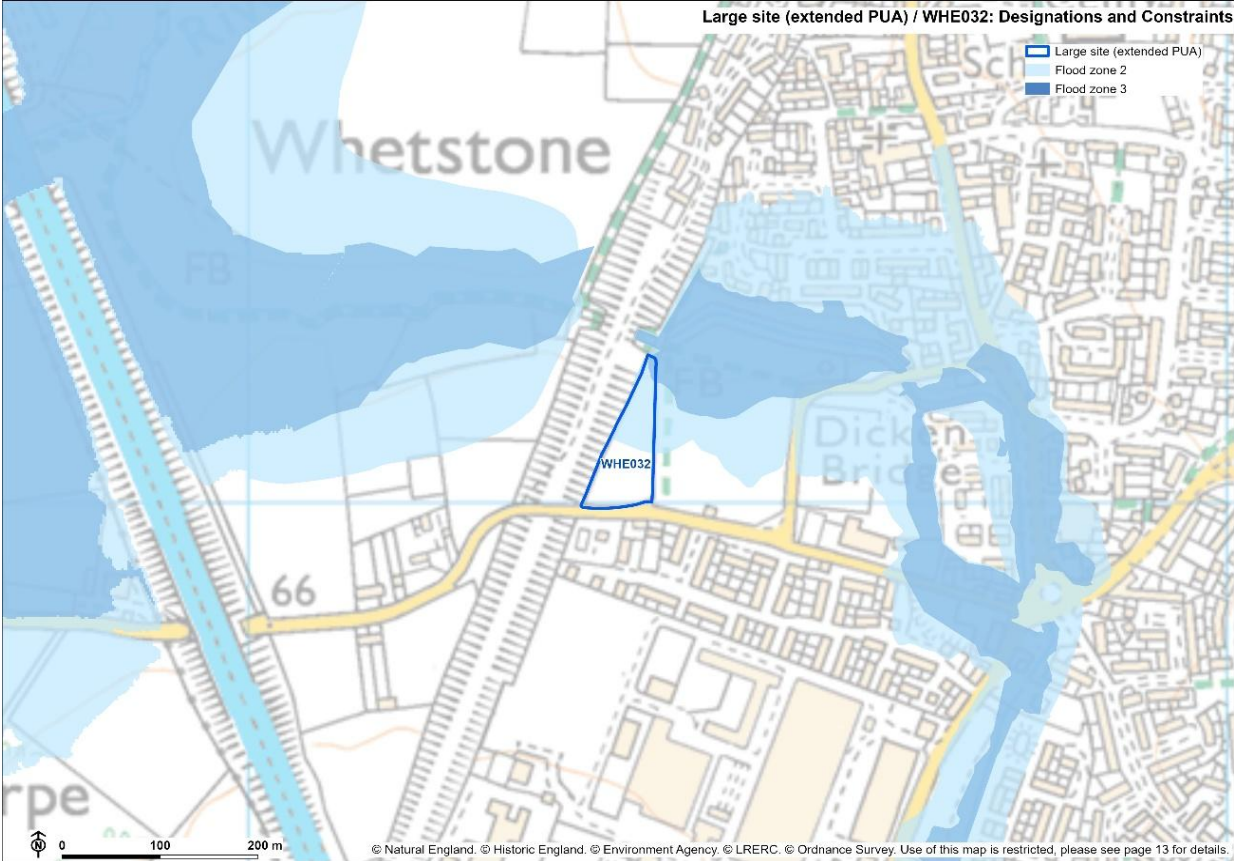 Large site (extended PUA) / WHE032: Designations and Constraints
Large site (extended PUA)
Flood zone 2
Flood zone 3
Sch
Whetstone
FB
FB
WHE032
Dicken
Bridge
66
rpe
N
0 100 200 m
© Natural England. © Historic England. © Environment Agency. © LRERC. © Ordnance Survey. Use of this map is restricted, please see page 13 for details.